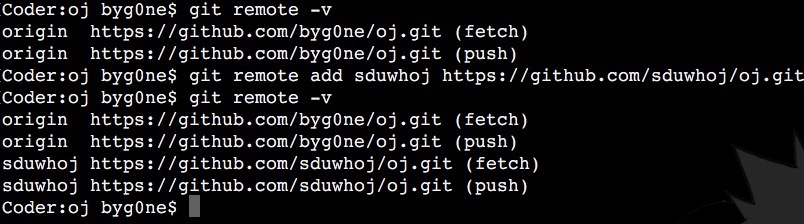 [Coder:oj byg0ne$ git remote -v
origin  https://github.com/byg0ne/oj.git (fetch)
origin  https://github.com/byg0ne/oj.git (push)
[Coder:oj byg0ne$ git remote add sduwhoj https://github.com/sduwhoj/oj.git
[Coder:oj byg0ne$ git remote -v
origin  https://github.com/byg0ne/oj.git (fetch)
origin  https://github.com/byg0ne/oj.git (push)
sduwhoj https://github.com/sduwhoj/oj.git (fetch)
sduwhoj https://github.com/sduwhoj/oj.git (push)
Coder:oj byg0ne$